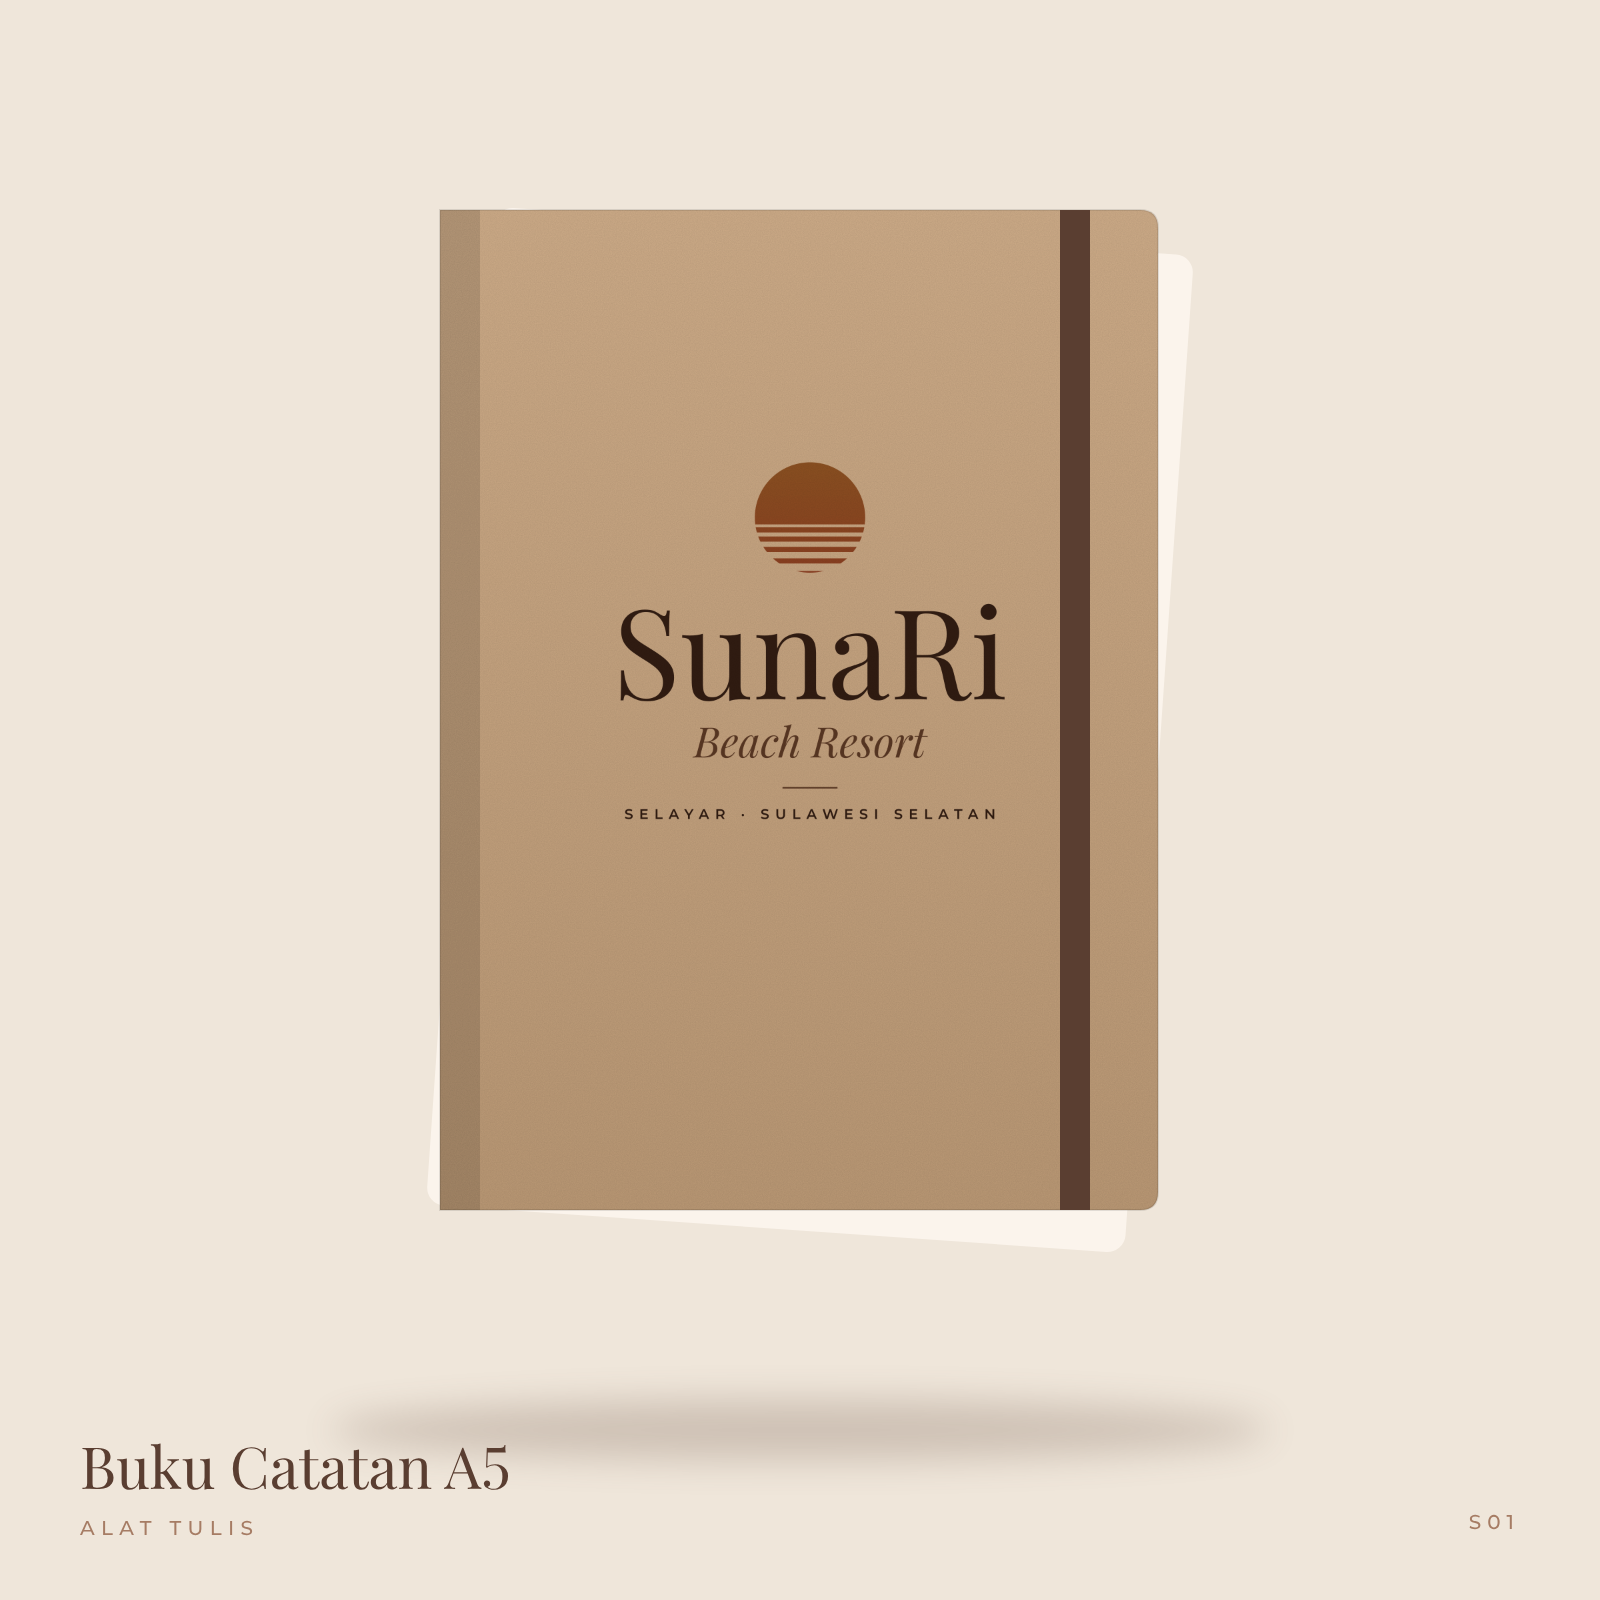 SunaRi
Beach Resort
SELAYAR · SULAWESI SELATAN
Buku Catatan A5
ALAT TULIS
S01